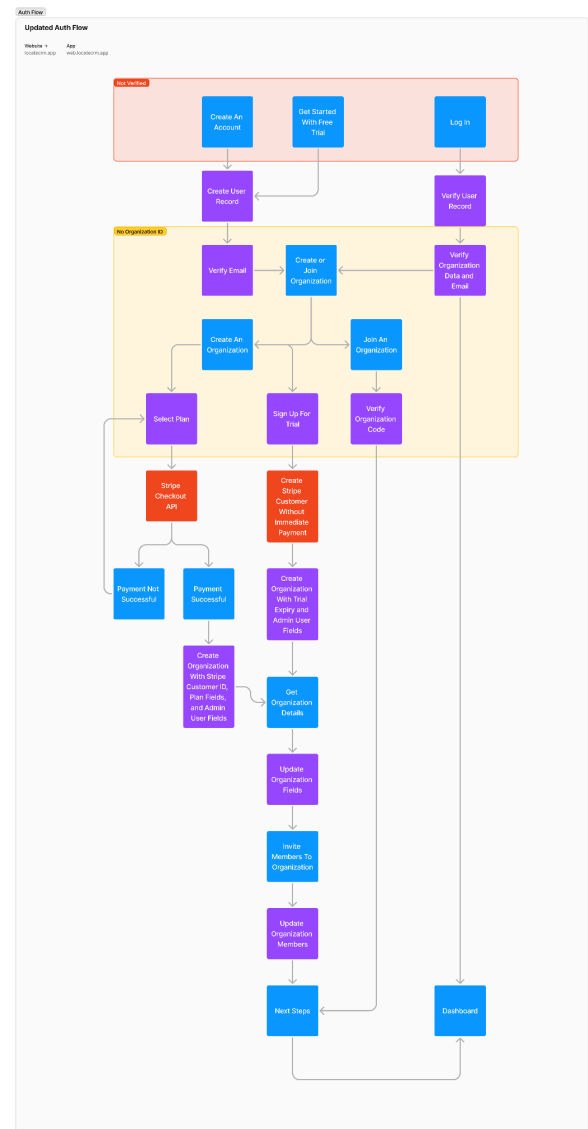 Auth Flow
Updated Auth Flow
Website → App
localecrm.app web.localecrm.app
Not Verified
Create An
Account
Get Started
With Free
Trial
Log in
Create User
Record
Verify User
Record
No Organization ID
Verify Email
Create or
Join
Organization
Verify
Organization
Data and
Email
Create An
Organization
Join An
Organization
Select Plan
Sign Up For
Trial
Verify
Organization
Code
Stripe
Checkout
API
Create
Stripe
Customer
Without
Immediate
Payment
Payment Not
Successful
Payment
Successful
Create
Organization
With Trial
Expiry and
Admin User
Fields
Create
Organization
With Stripe
Customer ID,
Plan Fields,
and Admin
User Fields
Get
Organization
Details
Update
Organization
Fields
Invite
Members To
Organization
Update
Organization
Members
Next Steps
Dashboard